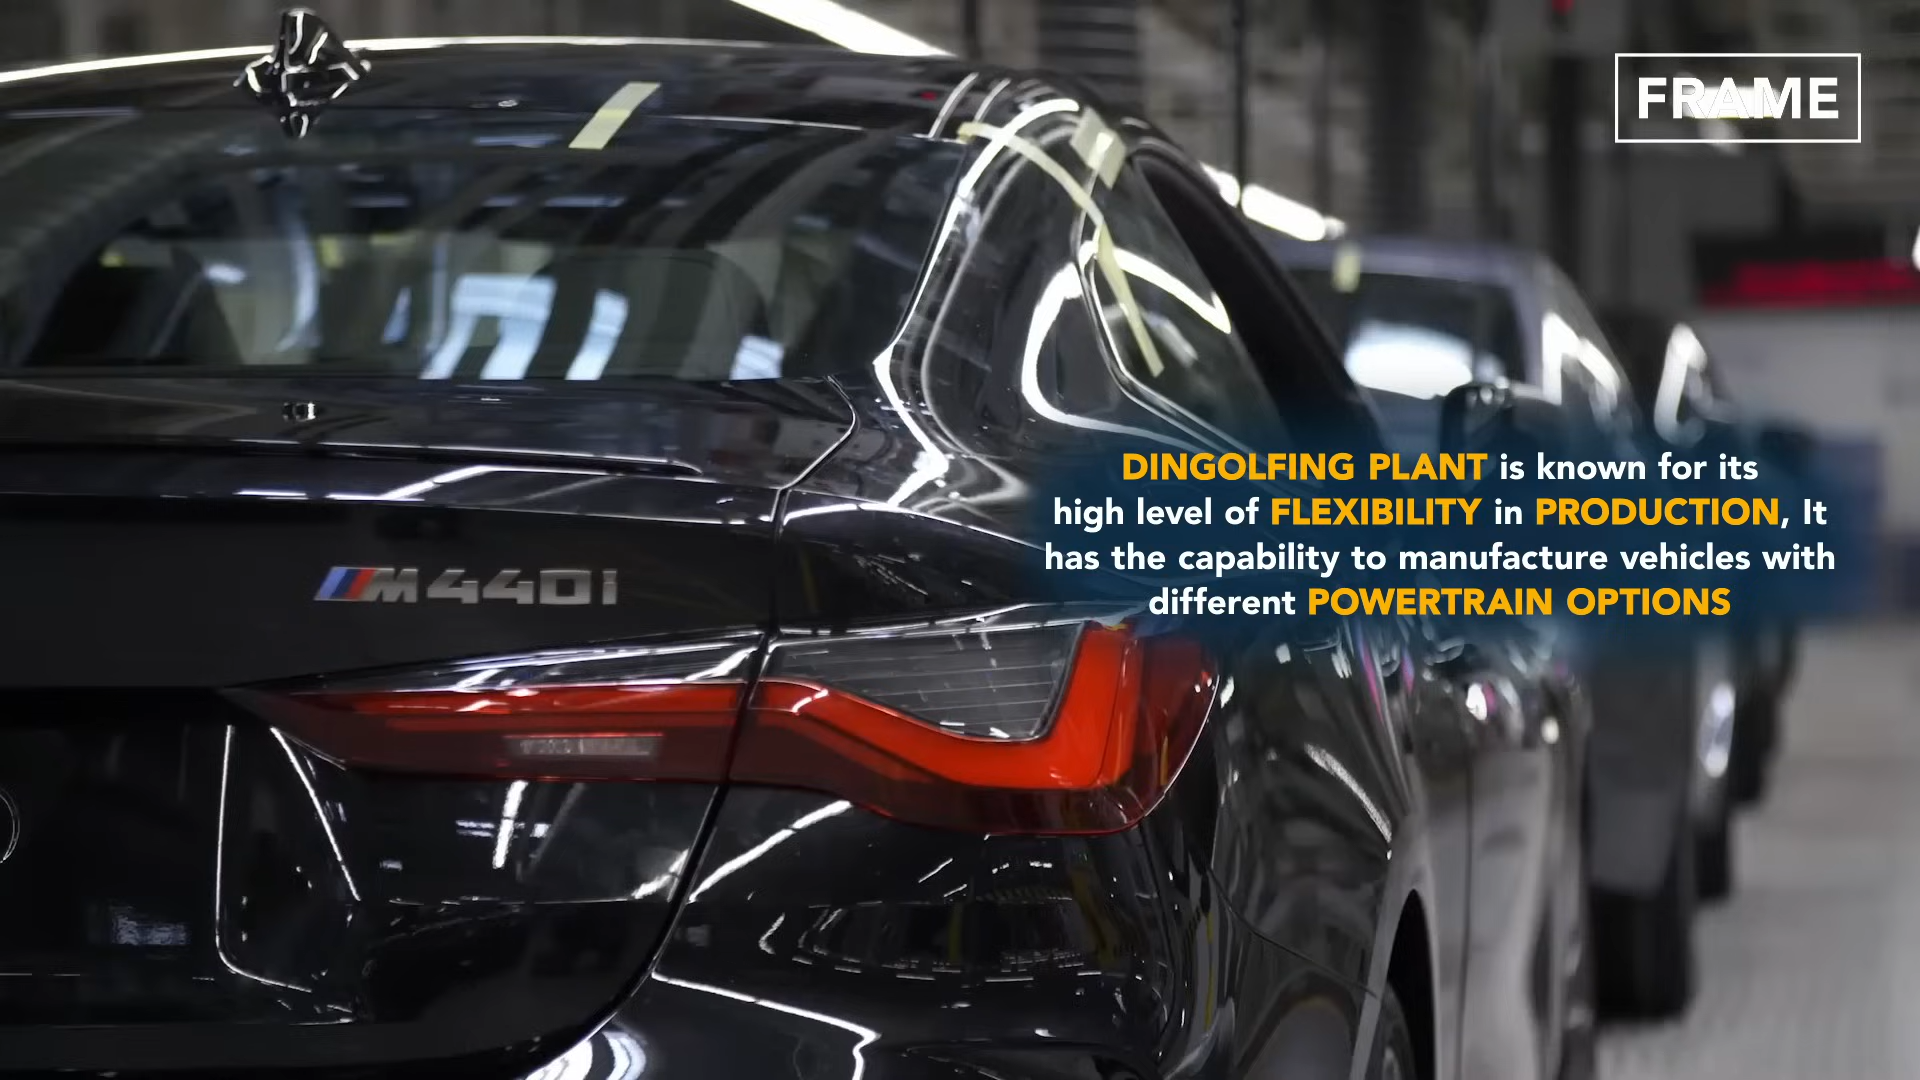 FRAME
DINGOLFING PLANT is known for its
high level of FLEXIBILITY in PRODUCTION, It
has the capability to manufacture vehicles with
different POWERTRAIN OPTIONS
M440i